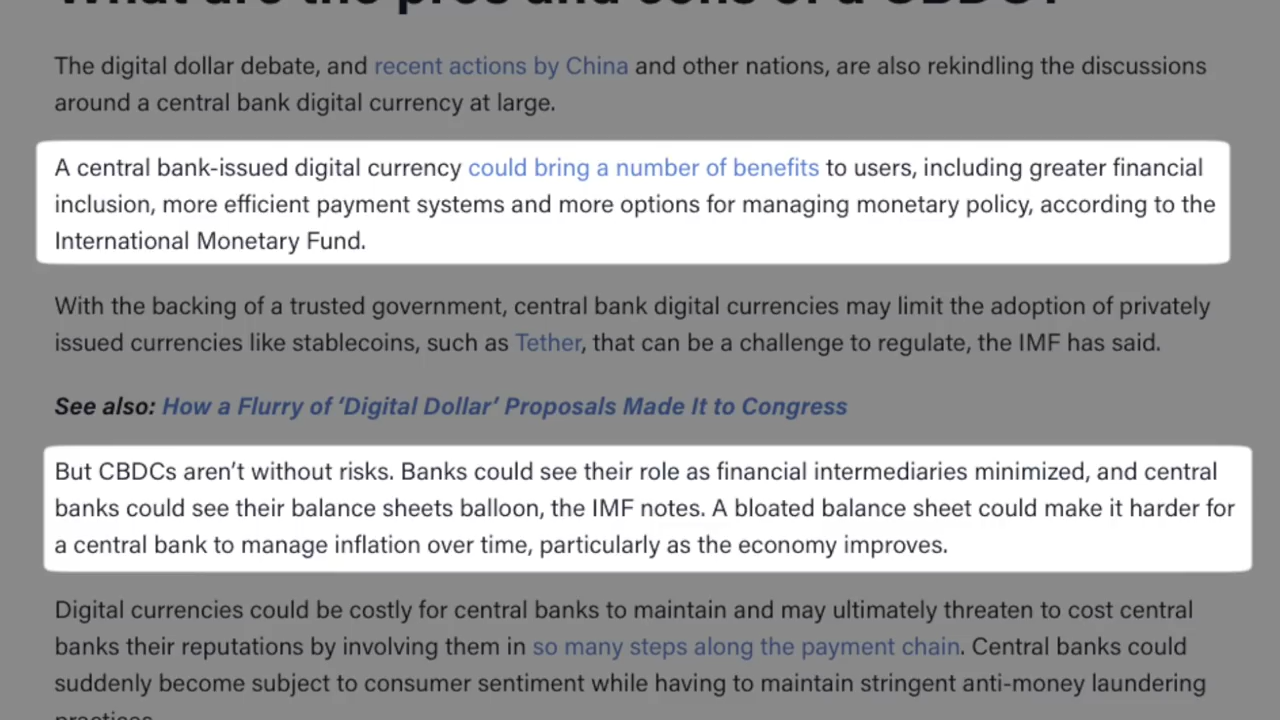 What are the pros and cons of a CBDC?
The digital dollar debate, and recent actions by China and other nations, are also rekindling the discussions
around a central bank digital currency at large.
A central bank-issued digital currency could bring a number of benefits to users, including greater financial
inclusion, more efficient payment systems and more options for managing monetary policy, according to the
International Monetary Fund.
With the backing of a trusted government, central bank digital currencies may limit the adoption of privately
issued currencies like stablecoins, such as Tether, that can be a challenge to regulate, the IMF has said.
See also: How a Flurry of ‘Digital Dollar’ Proposals Made It to Congress
But CBDCs aren’t without risks. Banks could see their role as financial intermediaries minimized, and central
banks could see their balance sheets balloon, the IMF notes. A bloated balance sheet could make it harder for
a central bank to manage inflation over time, particularly as the economy improves.
Digital currencies could be costly for central banks to maintain and may ultimately threaten to cost central
banks their reputations by involving them in so many steps along the payment chain. Central banks could
suddenly become subject to consumer sentiment while having to maintain stringent anti-money laundering
practices.